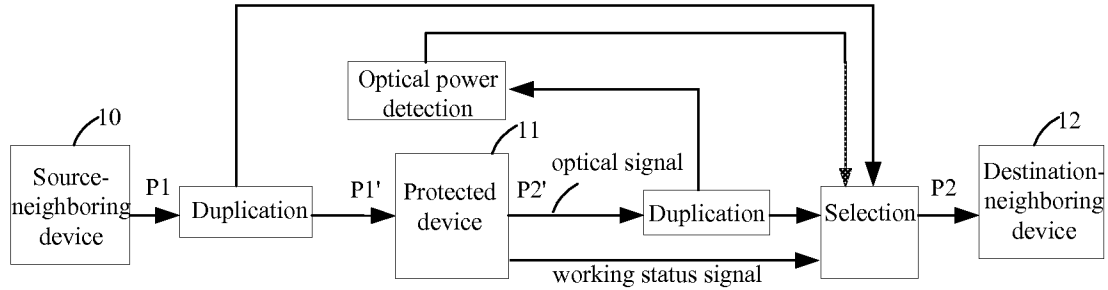 Optical power
detection
10
11
12
optical signal
Source-
neighboring
device
P1
Duplication
P1'
Protected
device
P2'
Duplication
Selection
P2
Destination-
neighboring
device
working status signal